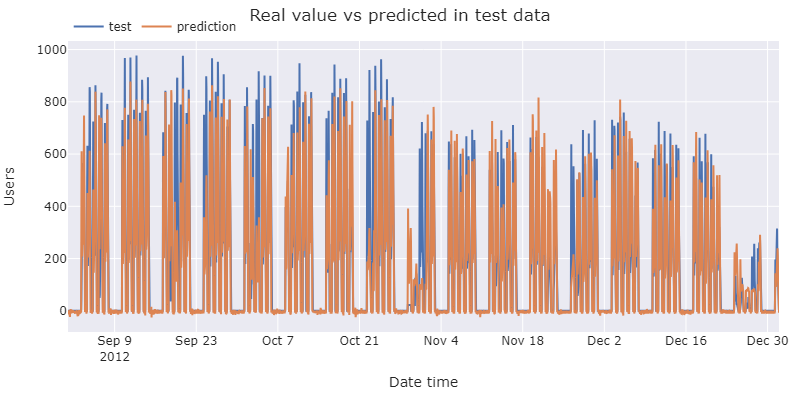 Real value vs predicted in test data
test
prediction
1000
800
600
400
200
0
Users
Sep 9
2012
Sep 23
Oct 7
Oct 21
Nov 4
Nov 18
Dec 2
Dec 16
Dec 30
Date time